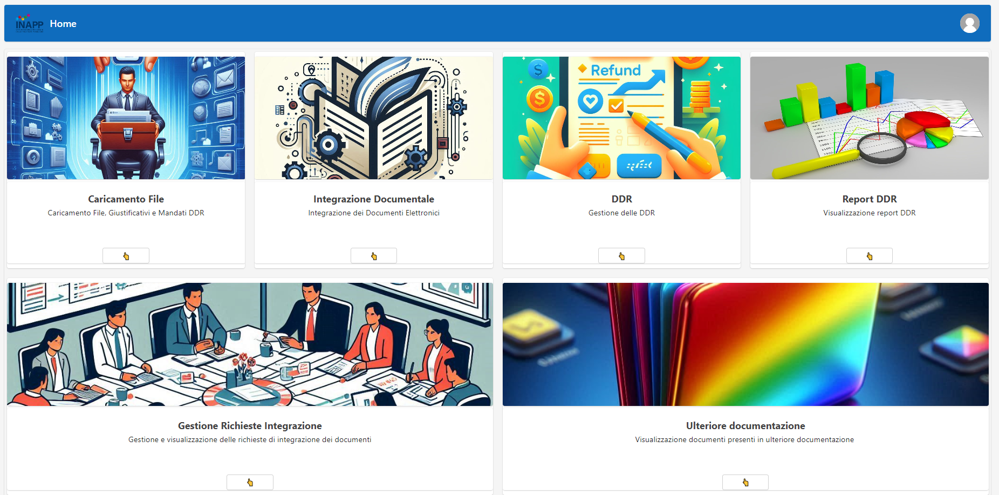 INAPP
Home
Refund
Caricamento File
Caricamento File, Giustificativi e Mandati DDR
Integrazione Documentale
Integrazione dei Documenti Elettronici
DDR
Gestione delle DDR
Report DDR
Visualizzazione report DDR
Gestione Richieste Integrazione
Gestione e visualizzazione delle richieste di integrazione dei documenti
Ulteriore documentazione
Visualizzazione documenti presenti in ulteriore documentazione